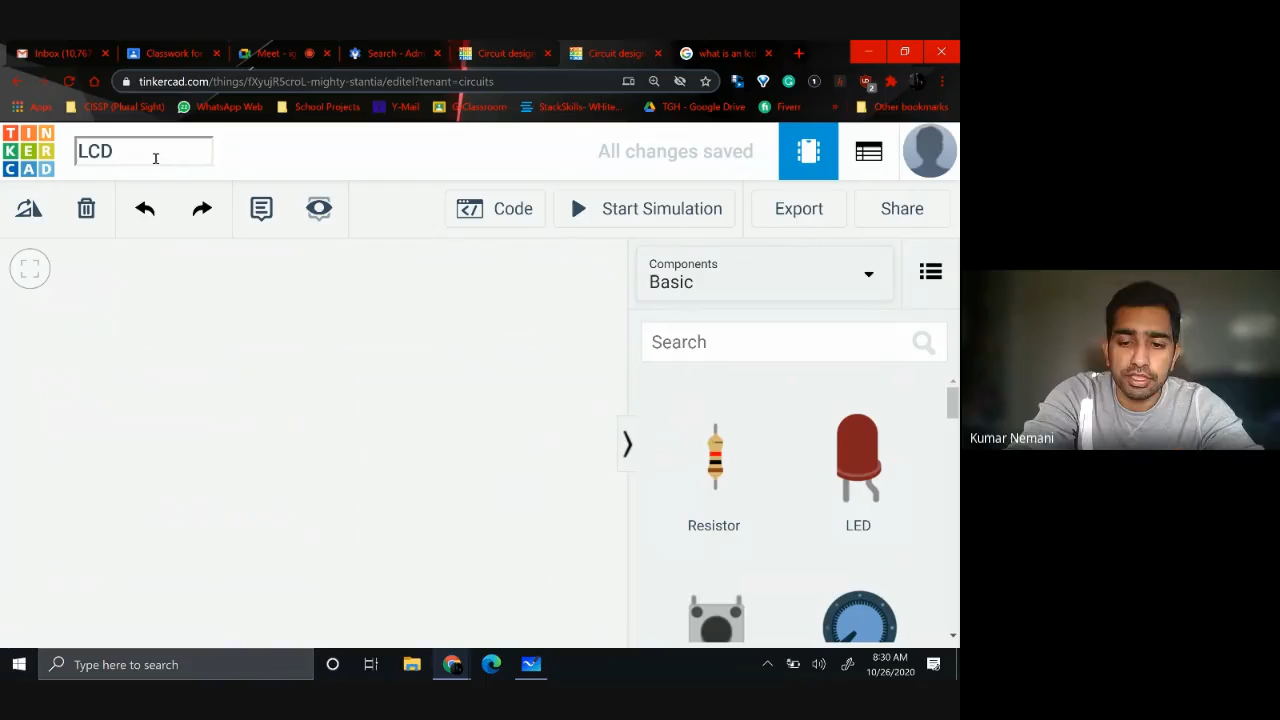 Inbox (10,767
Classwork for
Meet - ig
Search - Adm
Circuit design
Circuit design
what is an lcd
tinkercad.com/things/fXyujR5croL-mighty-stantia/editel?tenant=circuits
Apps
CISSP (Plural Sight)
WhatsApp Web
School Projects
Y-Mail
G Classroom
StackSkills- WHite...
TGH - Google Drive
Fiverr
»
Other bookmarks
TIN
KER
CAD
LCD
All changes saved
Code
Start Simulation
Export
Share
Components
Basic
Search
Resistor
LED
Kumar Nemani
Type here to search
8:30 AM
10/26/2020